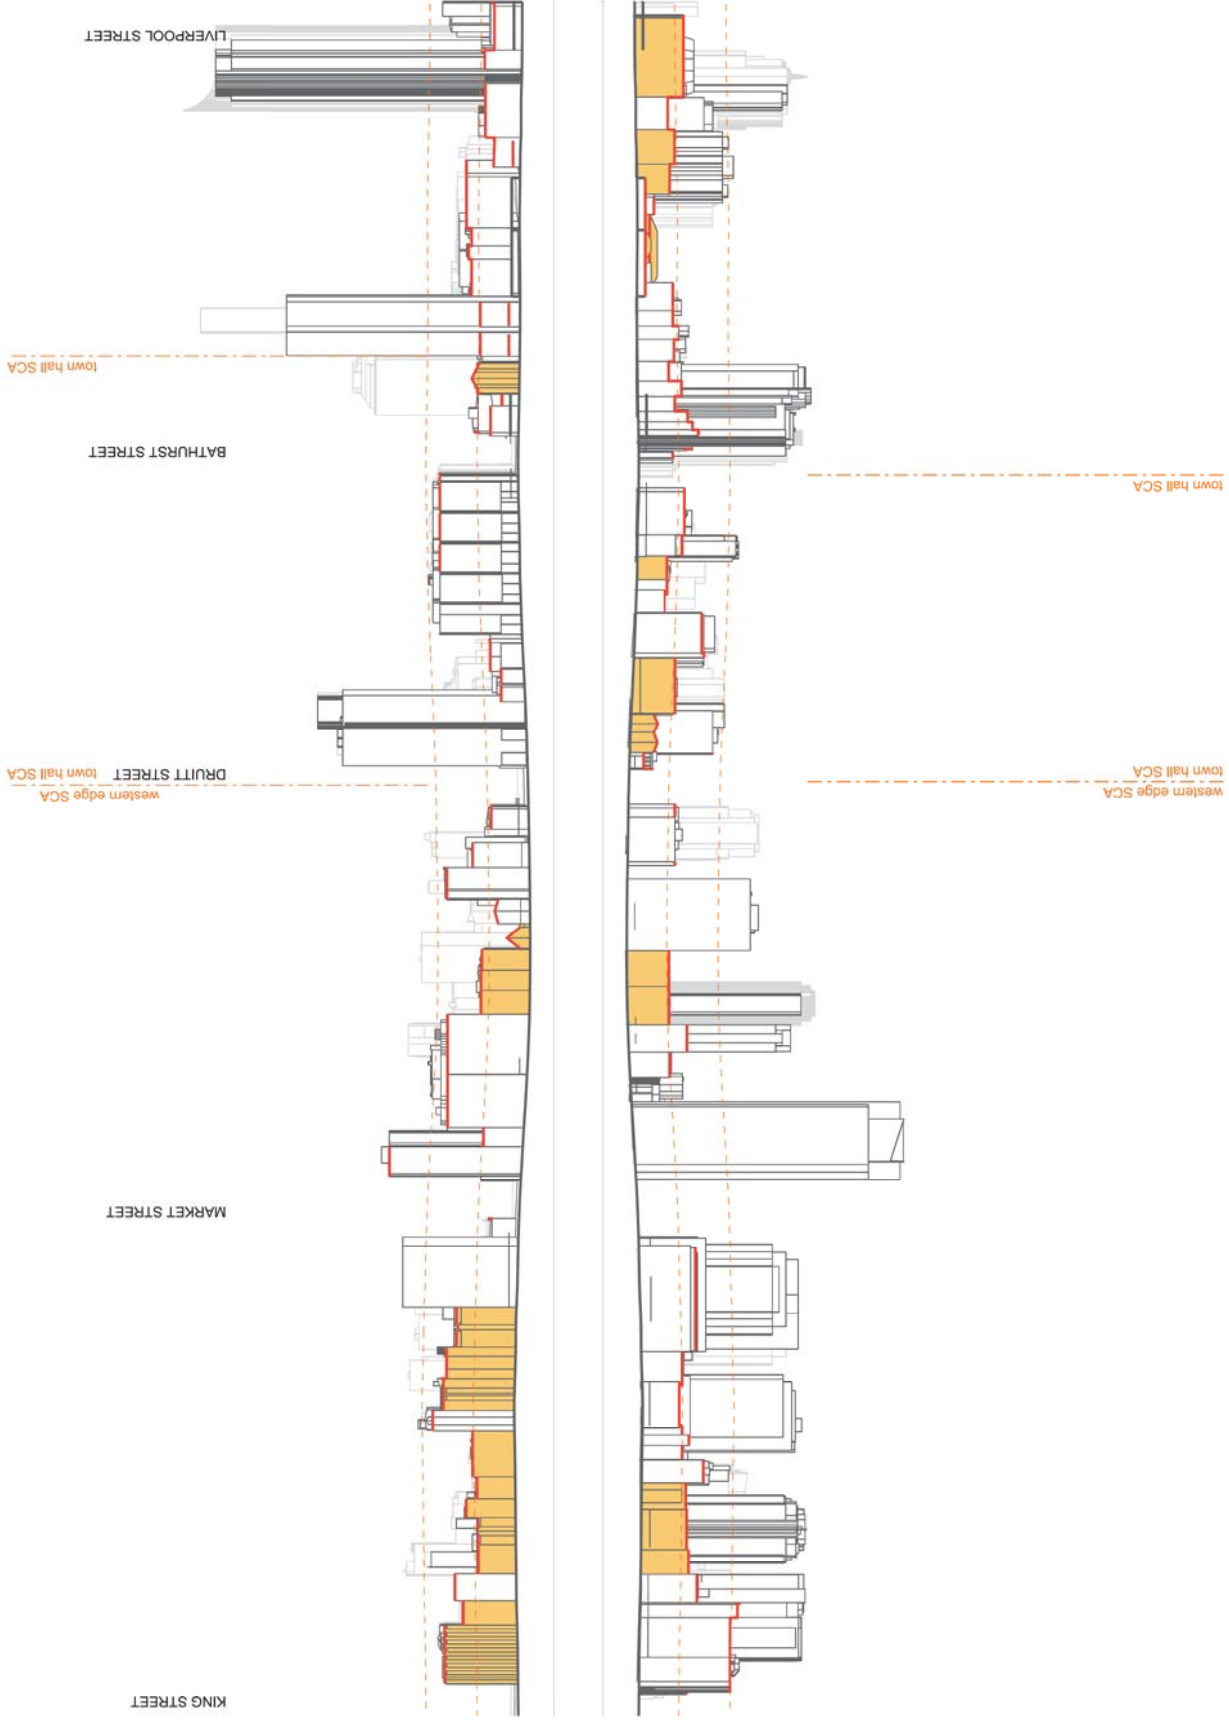 LIVERPOOL STREET
town hall SCA
BATHURST STREET
town hall SCA
DRUITT STREET
town hall SCA
western edge SCA
town hall SCA
western edge SCA
MARKET STREET
KING STREET